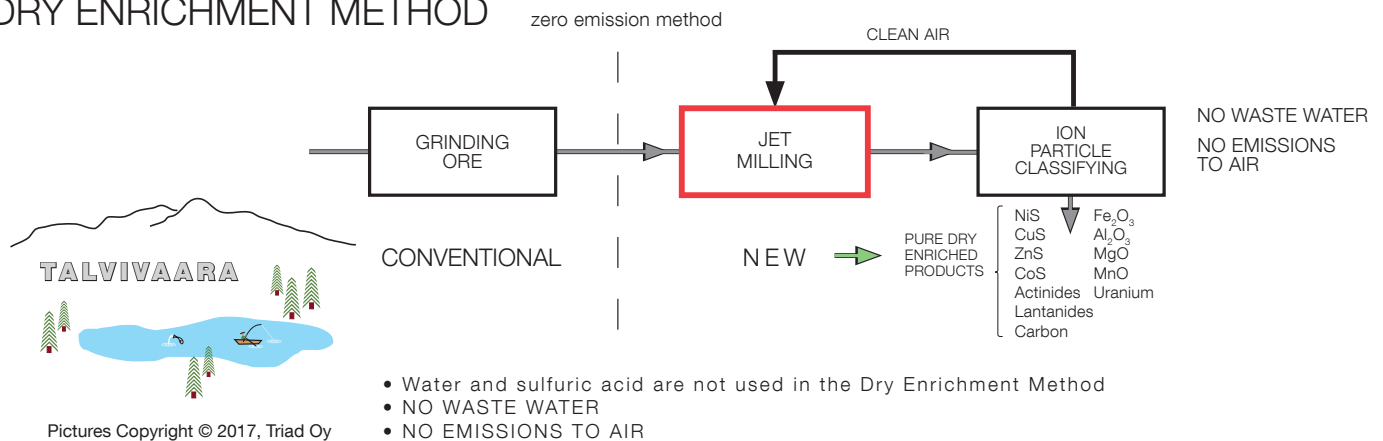 DRY ENRICHMENT METHOD
zero emission method
CLEAN AIR
GRINDING
ORE
JET
MILLING
ION
PARTICLE
CLASSIFYING
NO WASTE WATER
NO EMISSIONS
TO AIR
TALVIVAARA
CONVENTIONAL
NEW
PURE DRY
ENRICHED
PRODUCTS
NiS
CuS
ZnS
CoS
Actinides
Lantanides
Carbon
Fe₂O₃
Al₂O₃
MgO
MnO
Uranium
• Water and sulfuric acid are not used in the Dry Enrichment Method
• NO WASTE WATER
• NO EMISSIONS TO AIR
Pictures Copyright © 2017, Triad Oy